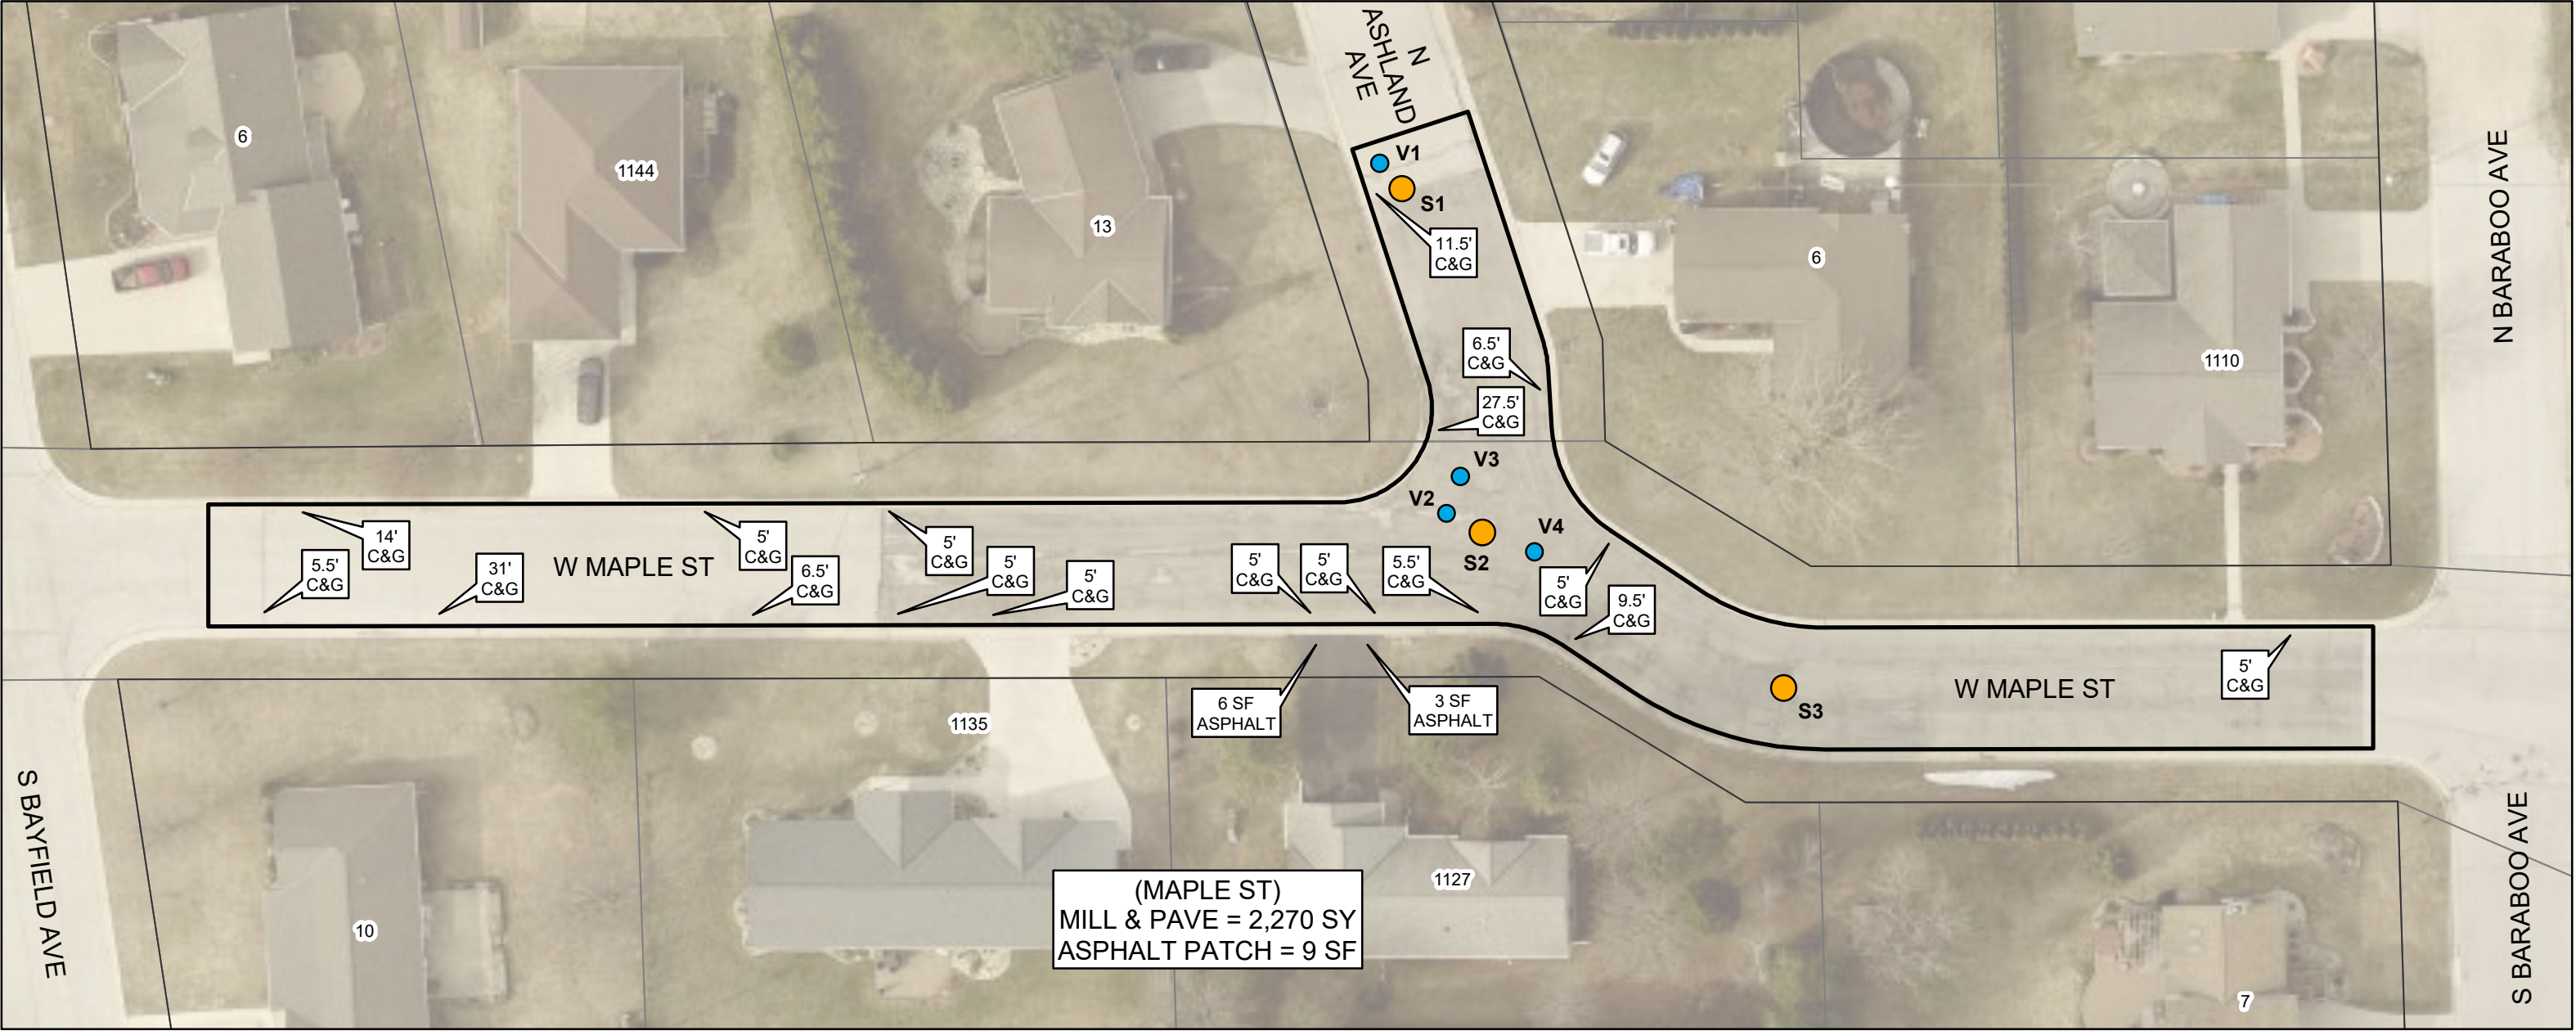 N
ASHLAND
AVE
6
1144
13
6
1110
N BARABOO AVE
V1
S1
11.5'
C&G
6.5'
C&G
27.5'
C&G
V3
V2
S2
V4
14'
C&G
5.5'
C&G
31'
C&G
W MAPLE ST
5'
C&G
6.5'
C&G
5'
C&G
5'
C&G
5'
C&G
5'
C&G
5'
C&G
5.5'
C&G
5'
C&G
9.5'
C&G
S3
W MAPLE ST
5'
C&G
6 SF
ASPHALT
3 SF
ASPHALT
1135
1127
10
7
S BAYFIELD AVE
S BARABOO AVE
(MAPLE ST)
MILL & PAVE = 2,270 SY
ASPHALT PATCH = 9 SF